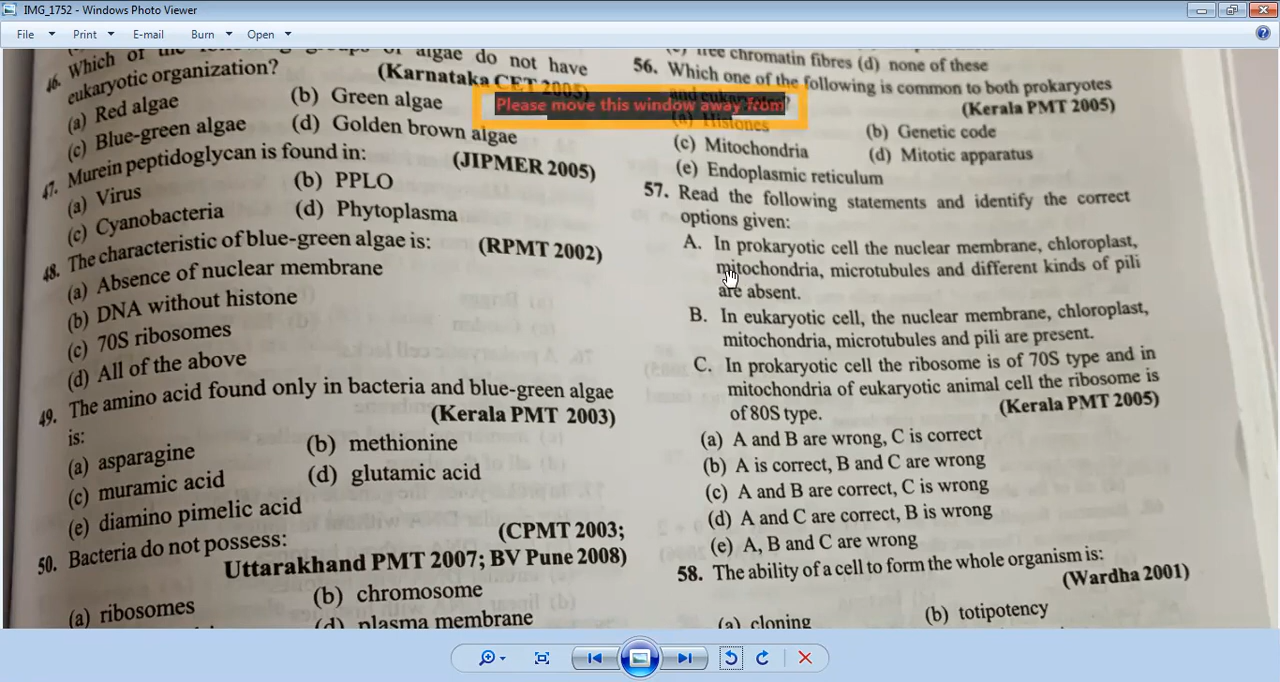 IMG_1752 - Windows Photo Viewer
File Print E-mail Burn Open
46. Which of the following groups of algae do not have
eukaryotic organization? (Karnataka CET 2005)
(a) Red algae (b) Green algae
(c) Blue-green algae (d) Golden brown algae
47. Murein peptidoglycan is found in: (JIPMER 2005)
(a) Virus (b) PPLO
(c) Cyanobacteria (d) Phytoplasma
48. The characteristic of blue-green algae is: (RPMT 2002)
(a) Absence of nuclear membrane
(b) DNA without histone
(c) 70S ribosomes
(d) All of the above
49. The amino acid found only in bacteria and blue-green algae
is: (Kerala PMT 2003)
(a) asparagine (b) methionine
(c) muramic acid (d) glutamic acid
(e) diamino pimelic acid
50. Bacteria do not possess: (CPMT 2003;
Uttarakhand PMT 2007; BV Pune 2008)
(a) ribosomes (b) chromosome
(d) plasma membrane
(c) free chromatin fibres (d) none of these
56. Which one of the following is common to both prokaryotes
and eukaryotes? (Kerala PMT 2005)
Please move this window away from
(a) Histones (b) Genetic code
(c) Mitochondria (d) Mitotic apparatus
(e) Endoplasmic reticulum
57. Read the following statements and identify the correct
options given:
A. In prokaryotic cell the nuclear membrane, chloroplast,
mitochondria, microtubules and different kinds of pili
are absent.
B. In eukaryotic cell, the nuclear membrane, chloroplast,
mitochondria, microtubules and pili are present.
C. In prokaryotic cell the ribosome is of 70S type and in
mitochondria of eukaryotic animal cell the ribosome is
of 80S type. (Kerala PMT 2005)
(a) A and B are wrong, C is correct
(b) A is correct, B and C are wrong
(c) A and B are correct, C is wrong
(d) A and C are correct, B is wrong
(e) A, B and C are wrong
58. The ability of a cell to form the whole organism is:
(Wardha 2001)
(a) cloning (b) totipotency